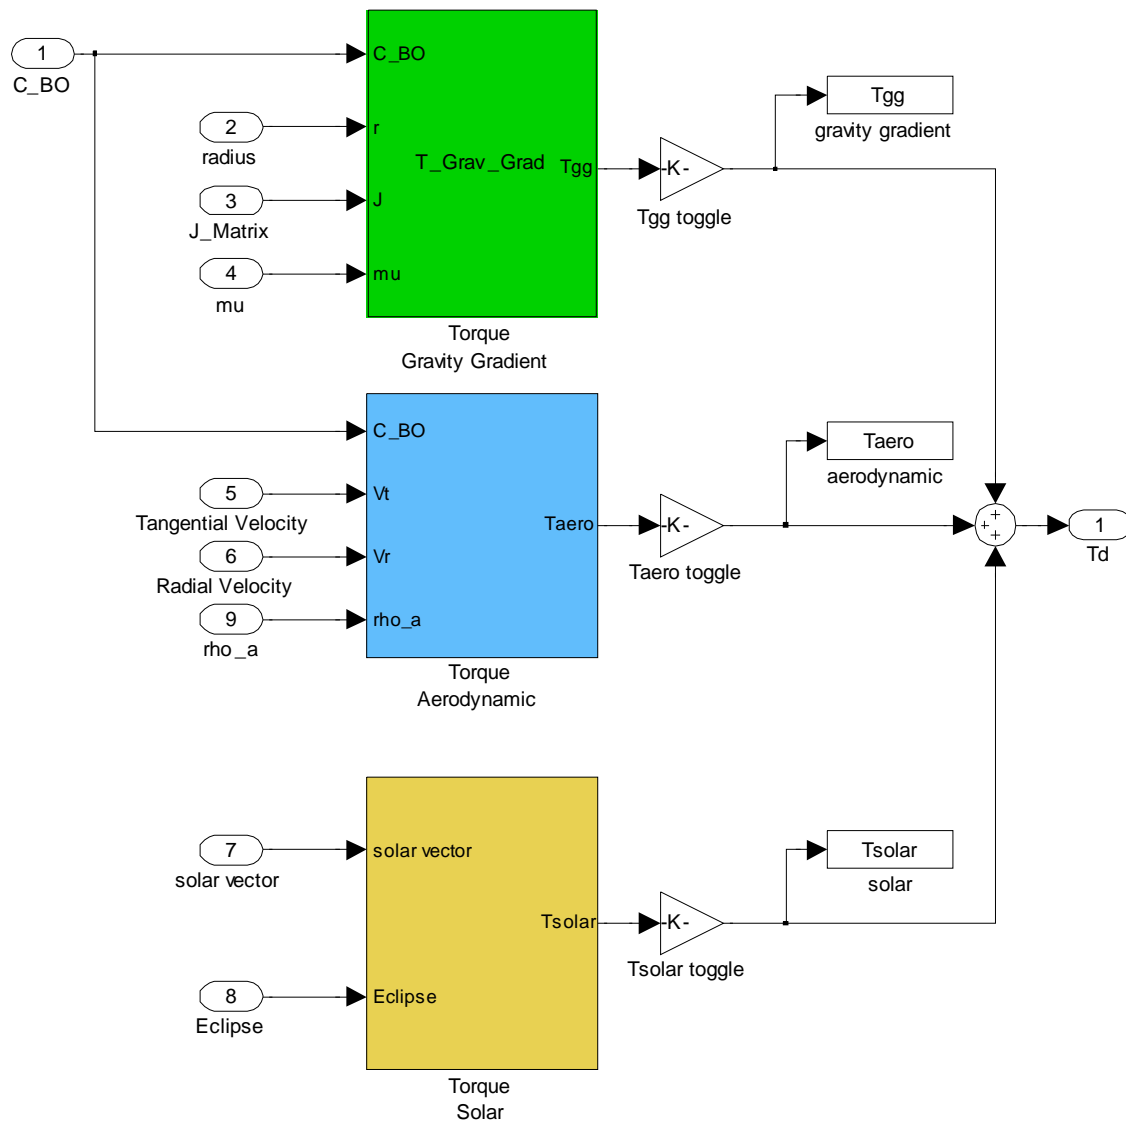 1
C_BO
2
radius
3
J_Matrix
4
mu
C_BO
r
J
mu
T_Grav_Grad
Tgg
Torque
Gravity Gradient
-K-
Tgg toggle
Tgg
gravity gradient
5
Tangential Velocity
6
Radial Velocity
9
rho_a
C_BO
Vt
Vr
rho_a
Taero
Torque
Aerodynamic
-K-
Taero toggle
Taero
aerodynamic
+
+
+
1
Td
7
solar vector
8
Eclipse
solar vector
Eclipse
Tsolar
Torque
Solar
-K-
Tsolar toggle
Tsolar
solar